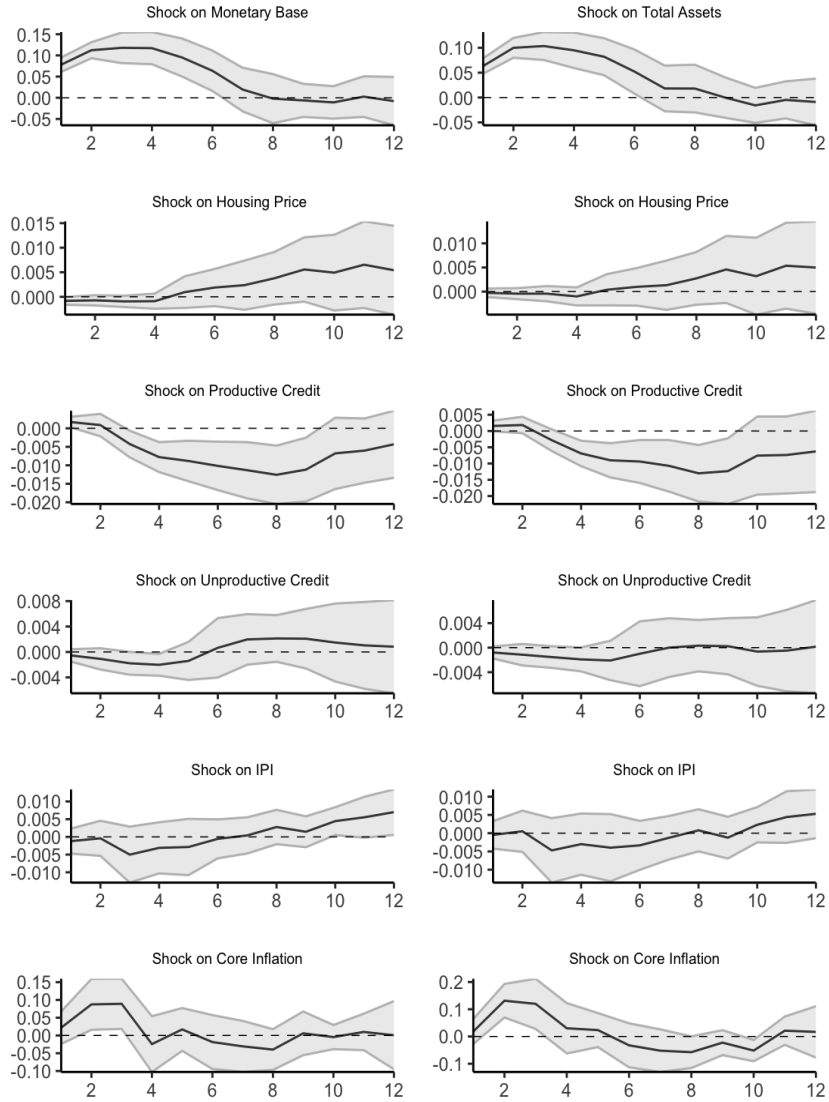 Shock on Monetary Base
0.15
0.10
0.05
0.00
-0.05
2 4 6 8 10 12
Shock on Total Assets
0.10
0.05
0.00
-0.05
2 4 6 8 10 12
Shock on Housing Price
0.015
0.010
0.005
0.000
2 4 6 8 10 12
Shock on Housing Price
0.010
0.005
0.000
2 4 6 8 10 12
Shock on Productive Credit
0.000
-0.005
-0.010
-0.015
-0.020
2 4 6 8 10 12
Shock on Productive Credit
0.005
0.000
-0.005
-0.010
-0.015
-0.020
2 4 6 8 10 12
Shock on Unproductive Credit
0.008
0.004
0.000
-0.004
2 4 6 8 10 12
Shock on Unproductive Credit
0.004
0.000
-0.004
2 4 6 8 10 12
Shock on IPI
0.010
0.005
0.000
-0.005
-0.010
2 4 6 8 10 12
Shock on IPI
0.010
0.005
0.000
-0.005
-0.010
2 4 6 8 10 12
Shock on Core Inflation
0.15
0.10
0.05
0.00
-0.05
-0.10
2 4 6 8 10 12
Shock on Core Inflation
0.2
0.1
0.0
-0.1
2 4 6 8 10 12